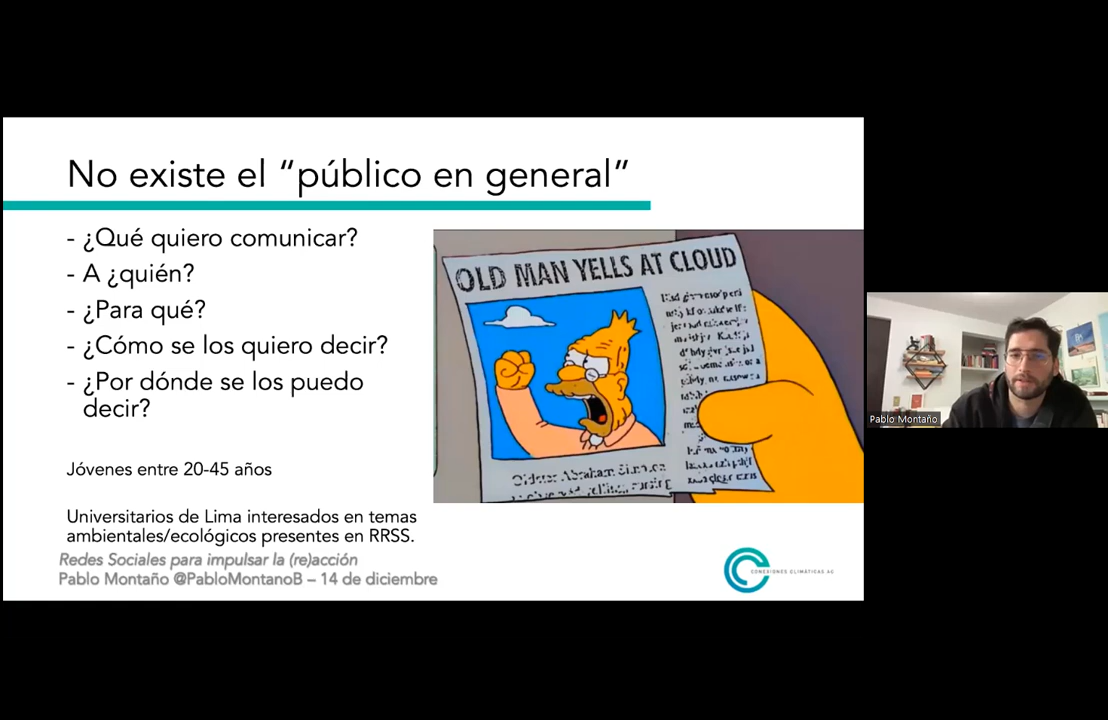 No existe el “público en general”
- ¿Qué quiero comunicar?
- A ¿quién?
- ¿Para qué?
- ¿Cómo se los quiero decir?
- ¿Por dónde se los puedo
decir?
Jóvenes entre 20-45 años
Universitarios de Lima interesados en temas
ambientales/ecológicos presentes en RRSS.
Redes Sociales para impulsar la (re)acción
Pablo Montaño @PabloMontanoB – 14 de diciembre
OLD MAN YELLS AT CLOUD
CONEXIONES CLIMÁTICAS AC
Pablo Montaño